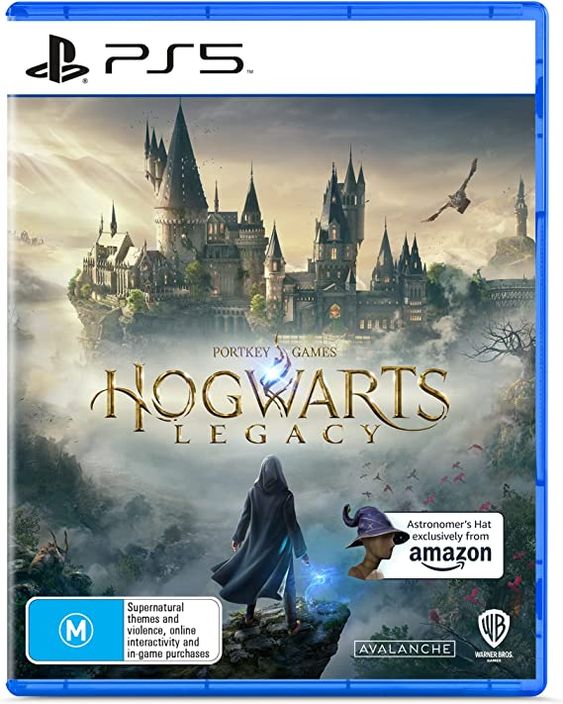 PS5
™
®
PORTKEY GAMES
HOGWARTS
LEGACY
Astronomer's Hat
exclusively from
amazon
M
Supernatural
themes and
violence, online
interactivity and
in-game purchases
AVALANCHE
WB
WARNER BROS.
GAMES